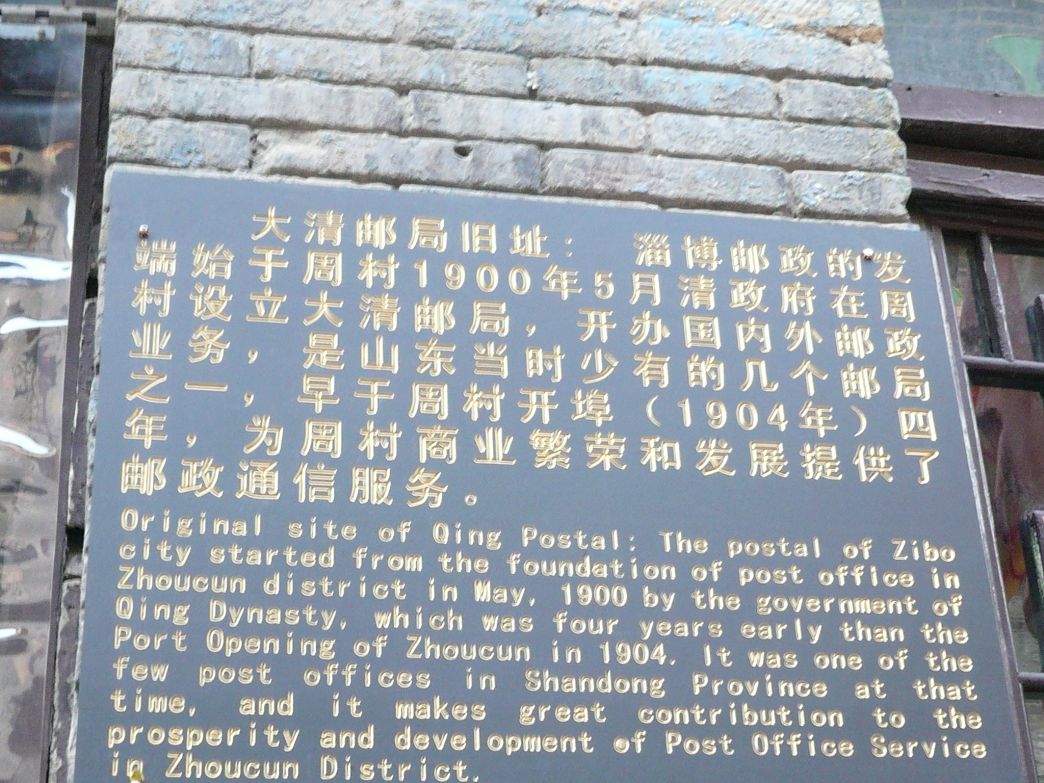 大清邮局旧址： 淄博邮政的发
端始于周村1900年5月清政府在周
村设立大清邮局，开办国内外邮政
业务，是山东当时少有的几个邮局
之一，早于周村开埠（1904年）四
年，为周村商业繁荣和发展提供了
邮政通信服务。
Original site of Qing Postal: The postal of Zibo
city started from the foundation of post office in
Zhoucun district in May, 1900 by the government of
Qing Dynasty, which was four years early than the
Port Opening of Zhoucun in 1904. It was one of the
few post offices in Shandong Province at that
time, and it makes great contribution to the
prosperity and development of Post Office Service
in Zhoucun District.